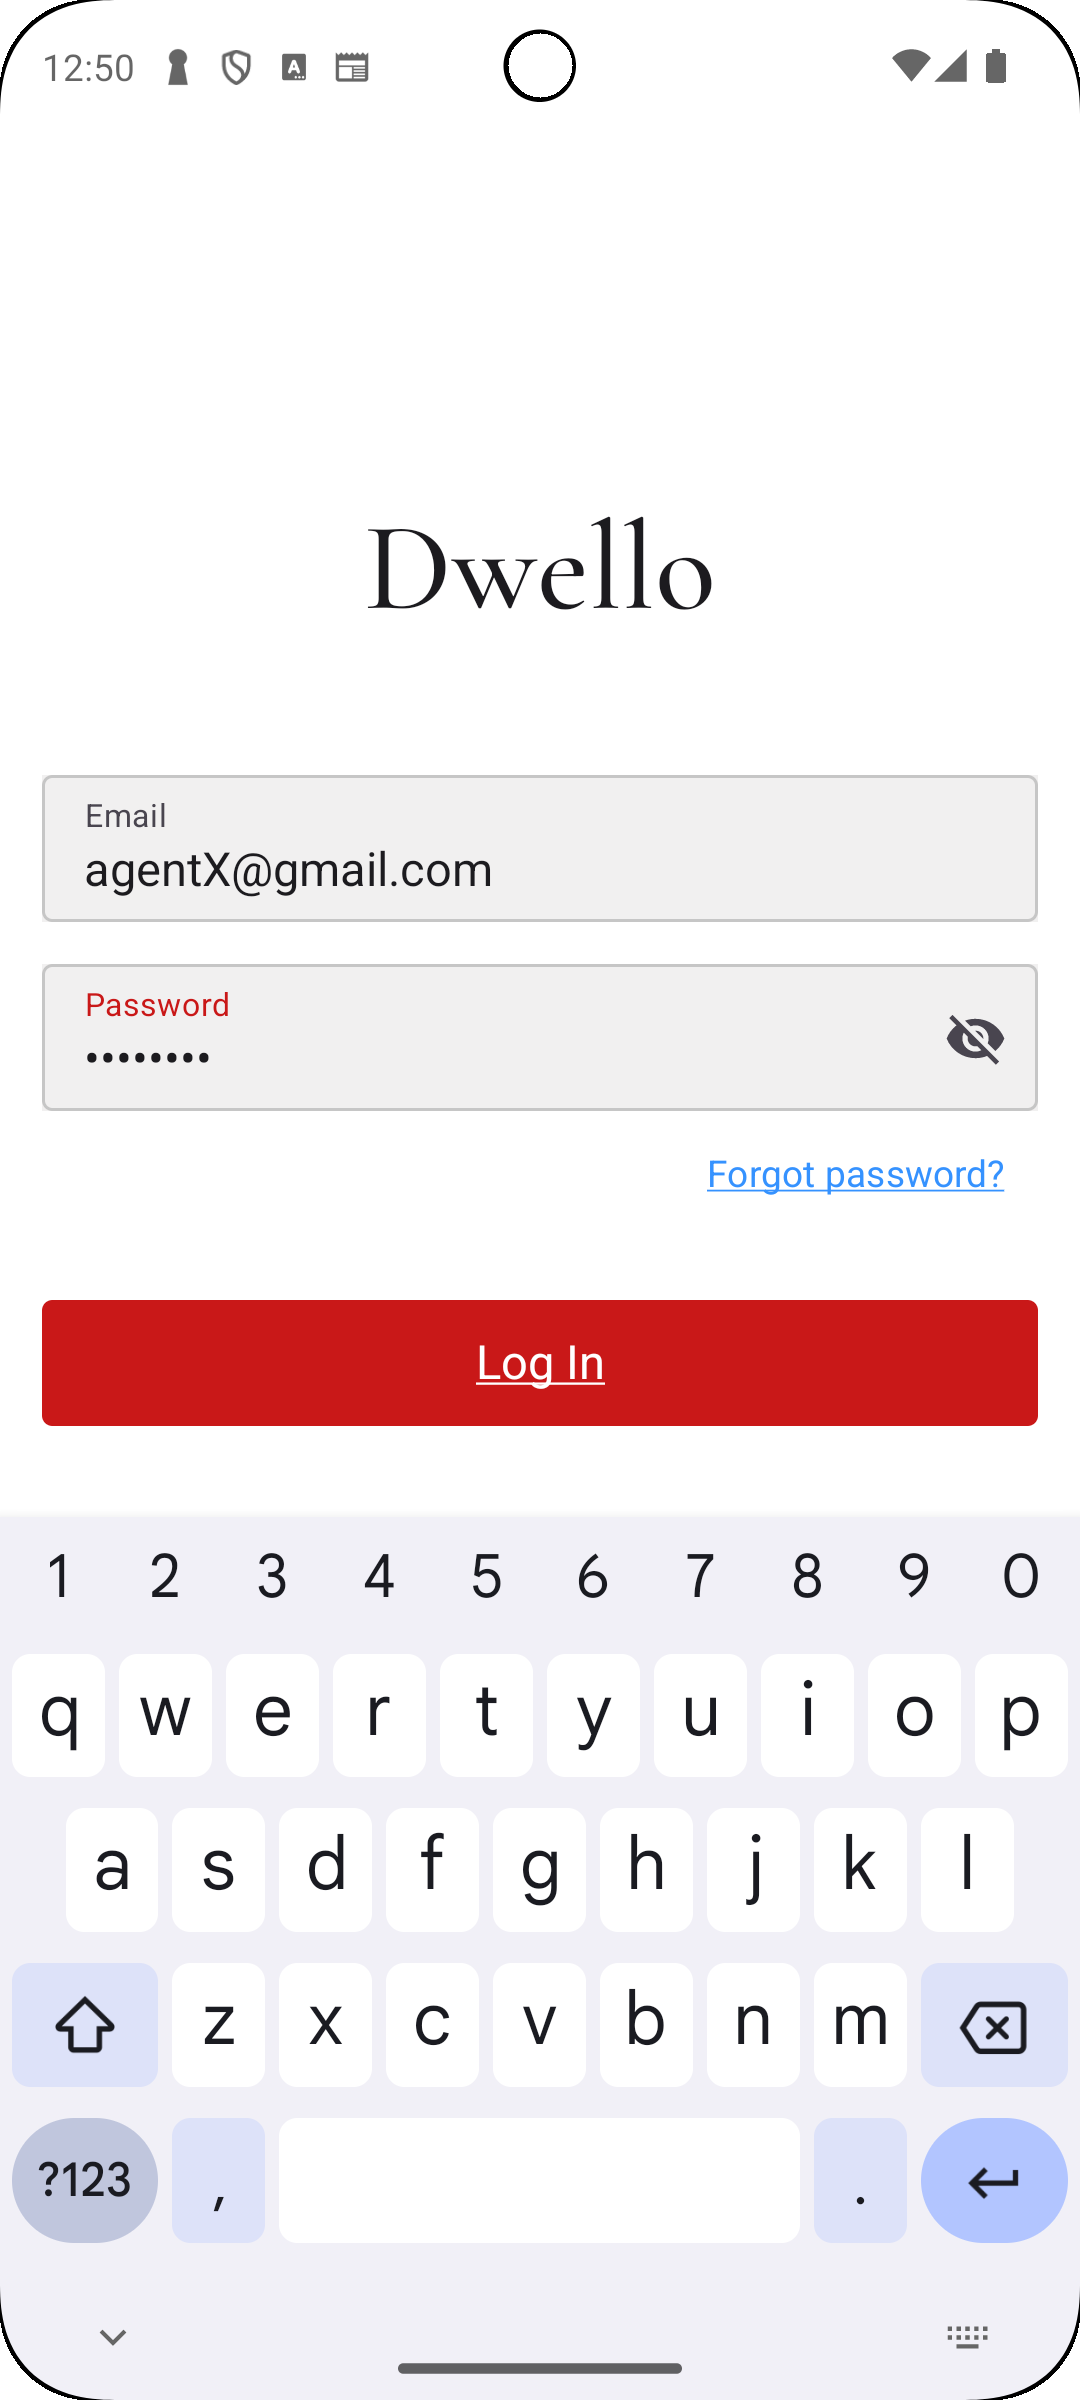 12:50
Dwello
Email
agentX@gmail.com
Password
••••••••
Forgot password?
Log In
1 2 3 4 5 6 7 8 9 0
q w e r t y u i o p
a s d f g h j k l
z x c v b n m
?123 , .